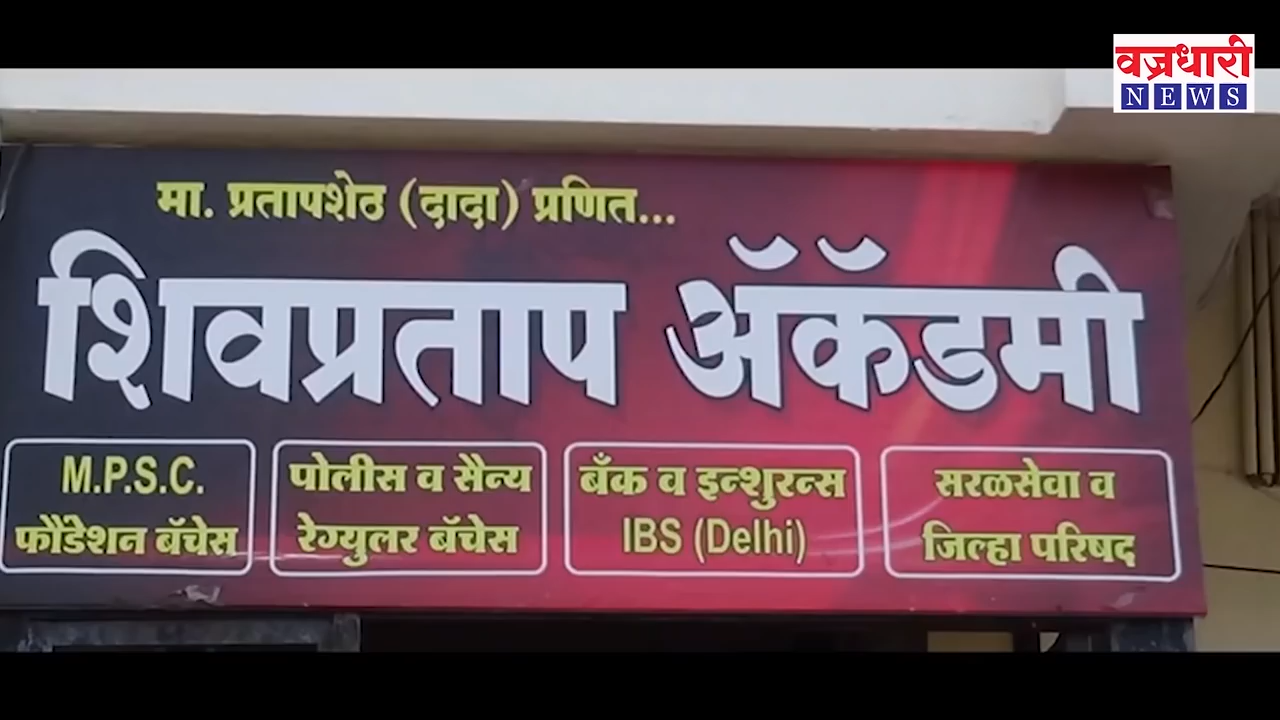 वज्रधारी
NEWS
मा. प्रतापशेठ (दादा) प्रणित...
शिवप्रताप ॲकॅडमी
M.P.S.C.
फौंडेशन बॅचेस
पोलीस व सैन्य
रेग्युलर बॅचेस
बँक व इन्शुरन्स
IBS (Delhi)
सरळसेवा व
जिल्हा परिषद